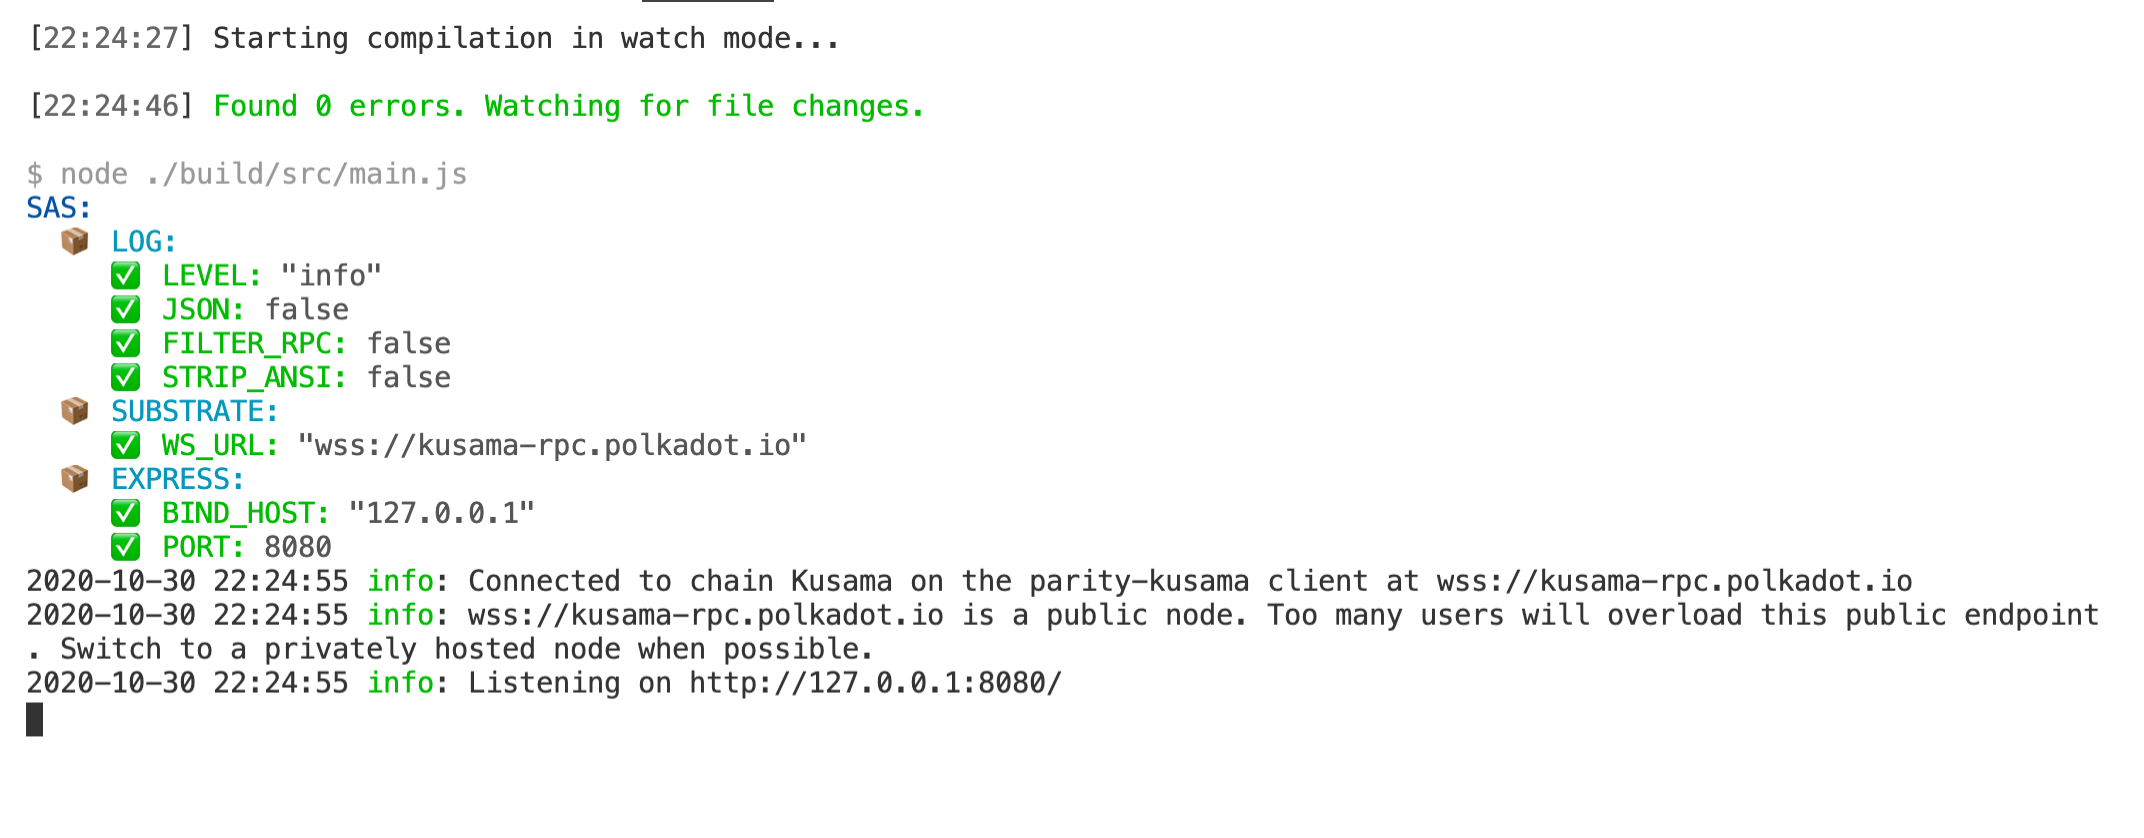 [22:24:27] Starting compilation in watch mode...
[22:24:46] Found 0 errors. Watching for file changes.
$ node ./build/src/main.js
SAS:
📦 LOG:
✅ LEVEL: "info"
✅ JSON: false
✅ FILTER_RPC: false
✅ STRIP_ANSI: false
📦 SUBSTRATE:
✅ WS_URL: "wss://kusama-rpc.polkadot.io"
📦 EXPRESS:
✅ BIND_HOST: "127.0.0.1"
✅ PORT: 8080
2020-10-30 22:24:55 info: Connected to chain Kusama on the parity-kusama client at wss://kusama-rpc.polkadot.io
2020-10-30 22:24:55 info: wss://kusama-rpc.polkadot.io is a public node. Too many users will overload this public endpoint
. Switch to a privately hosted node when possible.
2020-10-30 22:24:55 info: Listening on http://127.0.0.1:8080/